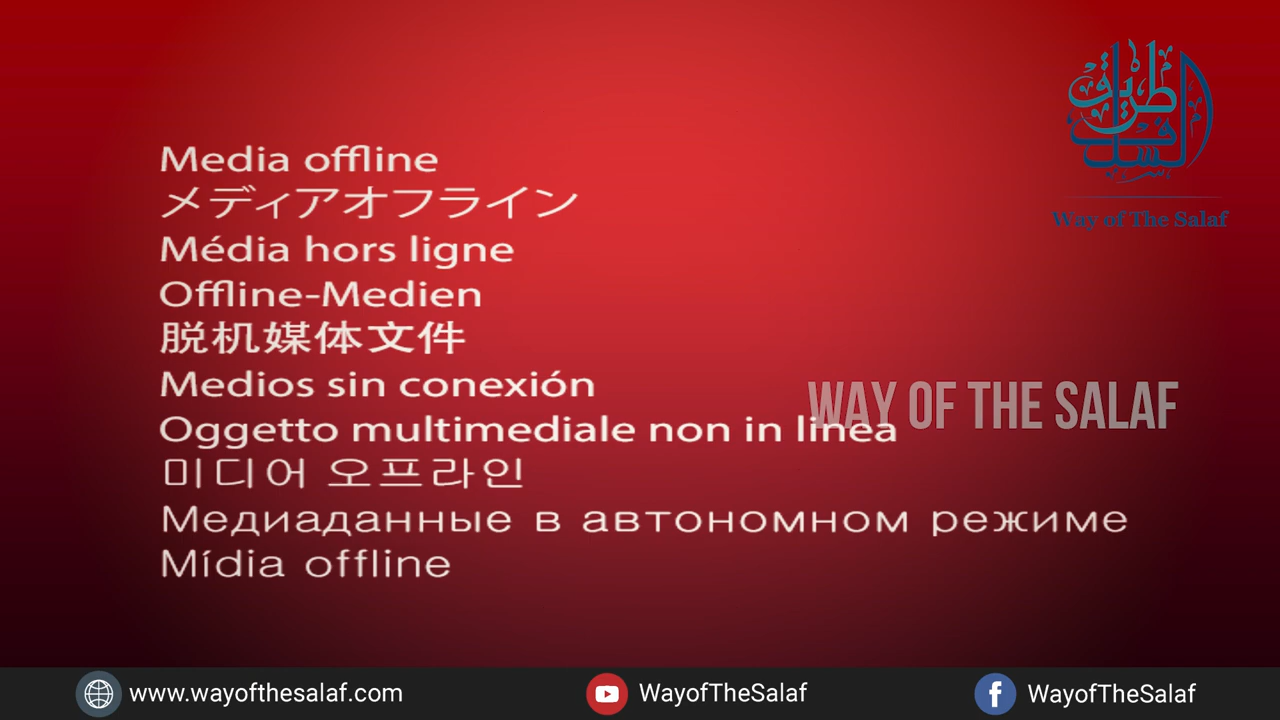 Media offline
メディアオフライン
Média hors ligne
Offline-Medien
脱机媒体文件
Medios sin conexión
Oggetto multimediale non in linea
미디어 오프라인
Медиаданные в автономном режиме
Mídia offline
طريق السلف
Way of The Salaf
WAY OF THE SALAF
www.wayofthesalaf.com
WayofTheSalaf
WayofTheSalaf